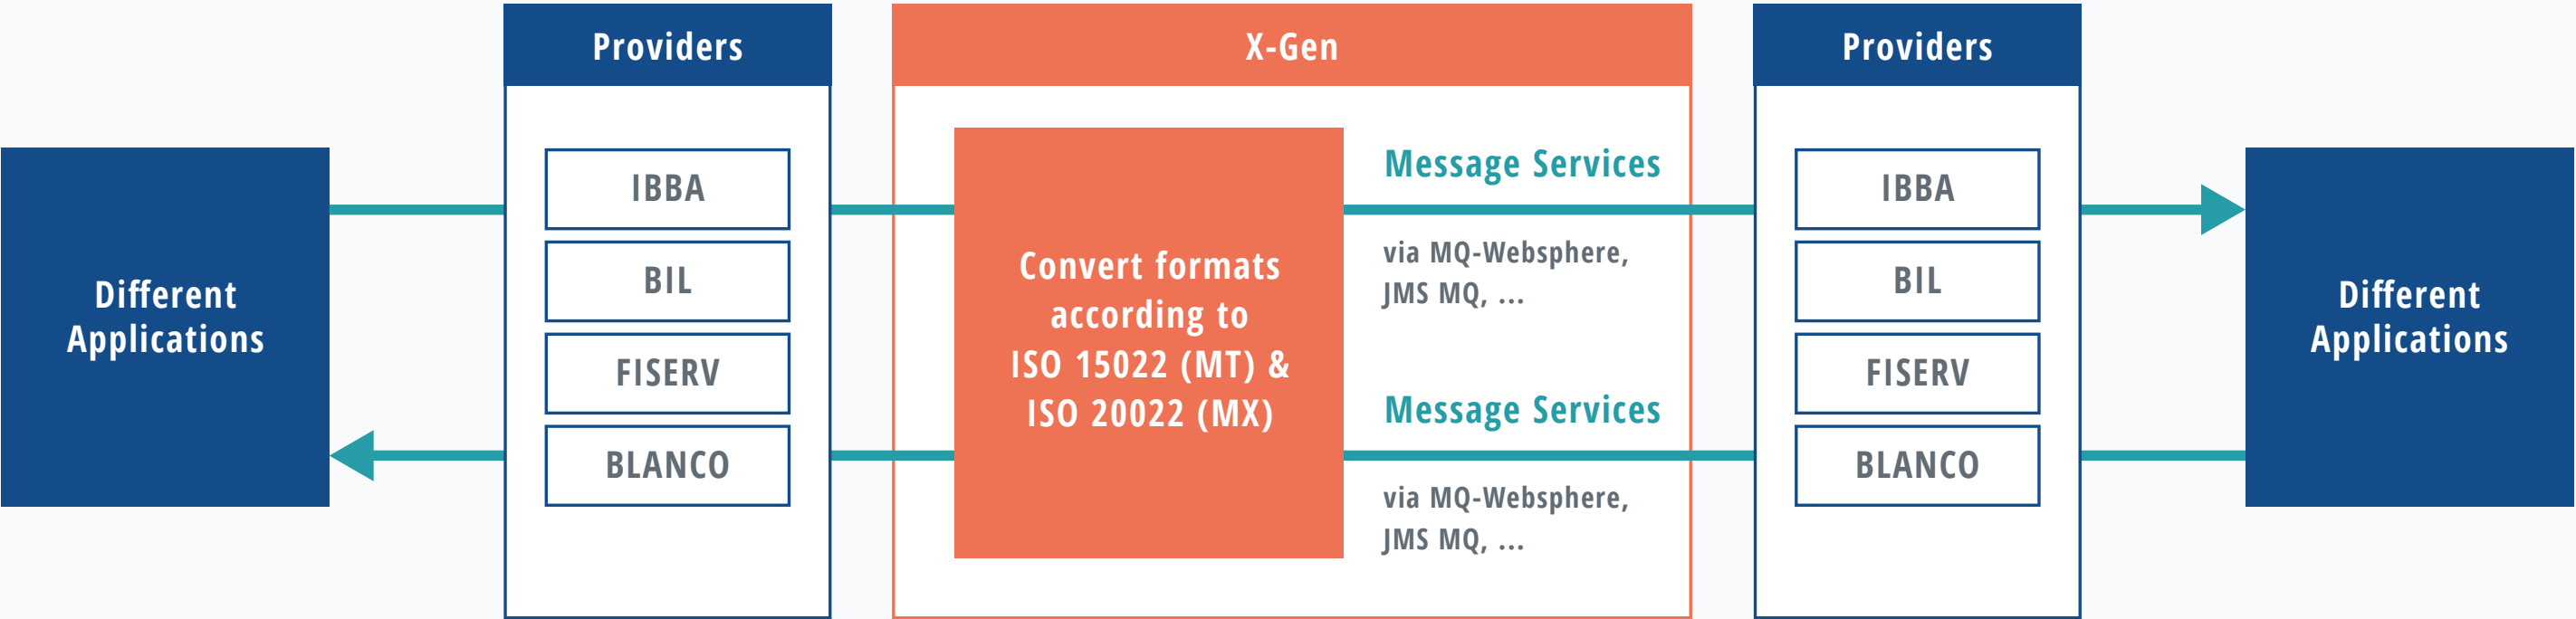 Different
Applications
Providers
IBBA
BIL
FISERV
BLANCO
X-Gen
Convert formats
according to
ISO 15022 (MT) &
ISO 20022 (MX)
Message Services
via MQ-Websphere,
JMS MQ, ...
Message Services
via MQ-Websphere,
JMS MQ, ...
Providers
IBBA
BIL
FISERV
BLANCO
Different
Applications